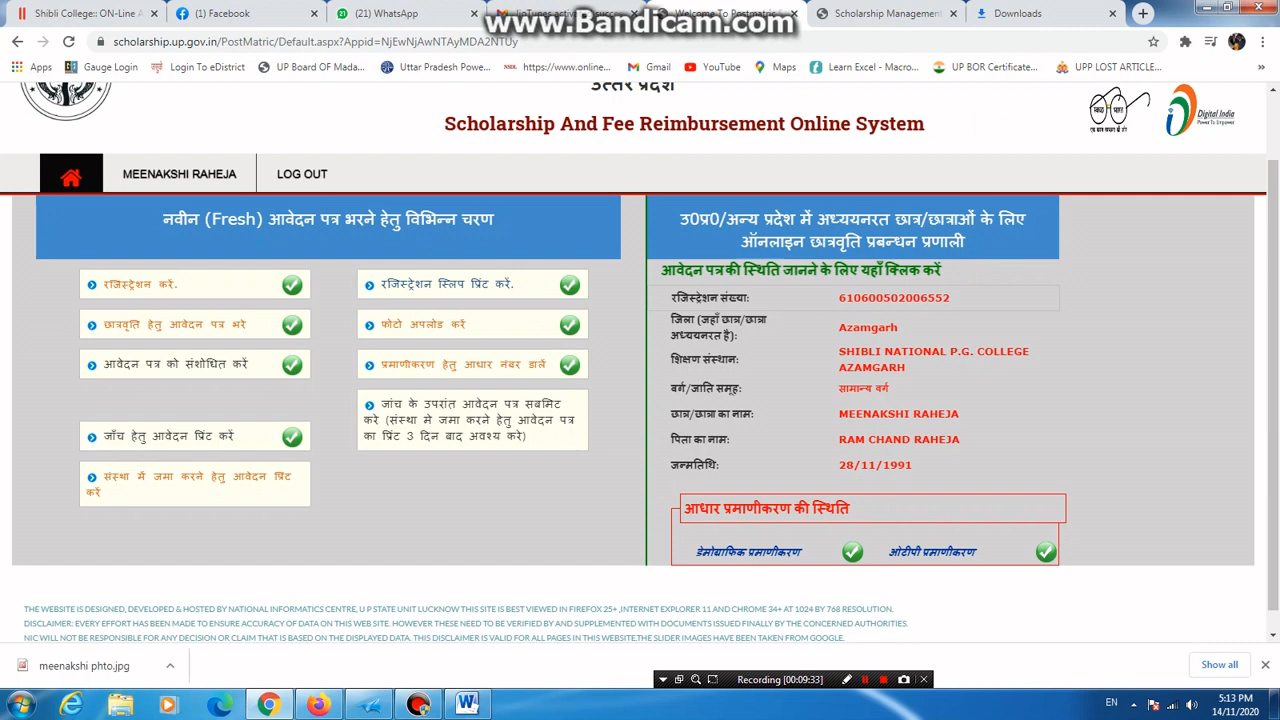 www.Bandicam.com
Shibli College: ON-Line A
(1) Facebook
(21) WhatsApp
Welcome To Postmatric
Scholarship Management
Downloads
scholarship.up.gov.in/PostMatric/Default.aspx?Appid=NjEwNjAwNTAyMDA2NTUy
Apps
Gauge Login
Login To eDistrict
UP Board OF Mada...
Uttar Pradesh Powe...
https://www.online...
Gmail
YouTube
Maps
Learn Excel - Macro...
UP BOR Certificate...
UPP LOST ARTICLE...
»
उत्तर प्रदेश
Scholarship And Fee Reimbursement Online System
Digital India
Power To Empower
MEENAKSHI RAHEJA
LOG OUT
नवीन (Fresh) आवेदन पत्र भरने हेतु विभिन्न चरण
रजिस्ट्रेशन करें.
रजिस्ट्रेशन स्लिप प्रिंट करें.
छात्रवृति हेतु आवेदन पत्र भरे
फोटो अपलोड करें
आवेदन पत्र को संशोधित करें
प्रमाणीकरण हेतु आधार नंबर डालें
जांच के उपरांत आवेदन पत्र सबमिट
करे (संस्था मे जमा करने हेतु आवेदन पत्र
का प्रिंट 3 दिन बाद अवश्य करे)
जाँच हेतु आवेदन प्रिंट करें
संस्था में जमा करने हेतु आवेदन प्रिंट
करें
उ0प्र0/अन्य प्रदेश में अध्ययनरत छात्र/छात्राओं के लिए
ऑनलाइन छात्रवृति प्रबन्धन प्रणाली
आवेदन पत्र की स्थिति जानने के लिए यहाँ क्लिक करें
रजिस्ट्रेशन संख्या: 610600502006552
जिला (जहाँ छात्र/छात्रा
अध्ययनरत है): Azamgarh
शिक्षण संस्थान: SHIBLI NATIONAL P.G. COLLEGE
AZAMGARH
वर्ग/जाति समूह: सामान्य वर्ग
छात्र/छात्रा का नाम: MEENAKSHI RAHEJA
पिता का नाम: RAM CHAND RAHEJA
जन्मतिथि: 28/11/1991
आधार प्रमाणीकरण की स्थिति
डेमोग्राफिक प्रमाणीकरण
ओटीपी प्रमाणीकरण
THE WEBSITE IS DESIGNED, DEVELOPED & HOSTED BY NATIONAL INFORMATICS CENTRE, U P STATE UNIT LUCKNOW THIS SITE IS BEST VIEWED IN FIREFOX 25+ ,INTERNET EXPLORER 11 AND CHROME 34+ AT 1024 BY 768 RESOLUTION.
DISCLAIMER: EVERY EFFORT HAS BEEN MADE TO ENSURE ACCURACY OF DATA ON THIS WEB SITE. HOWEVER THESE NEED TO BE VERIFIED BY AND SUPPLEMENTED WITH DOCUMENTS ISSUED FINALLY BY THE CONCERNED AUTHORITIES.
NIC WILL NOT BE RESPONSIBLE FOR ANY DECISION OR CLAIM THAT IS BASED ON THE DISPLAYED DATA. THIS DISCLAIMER IS VALID FOR ALL PAGES IN THIS WEBSITE.THE SLIDER IMAGES HAVE BEEN TAKEN FROM GOOGLE.
meenakshi phto.jpg
Show all
Recording [00:09:33]
EN
5:13 PM
14/11/2020